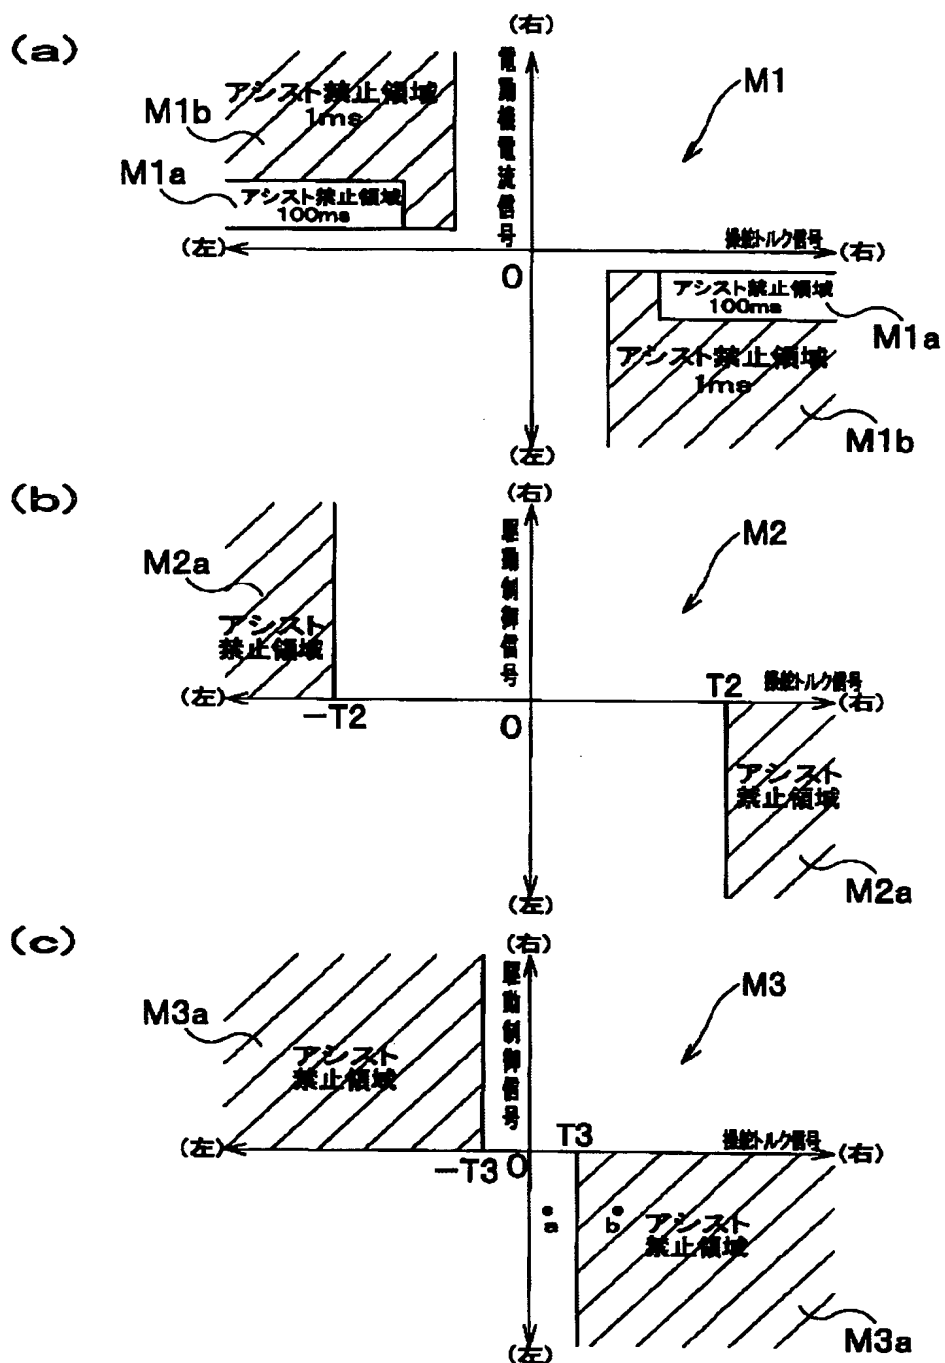 (a)
(右)
電動機電流信号
M1
アシスト禁止領域
1ms
M1b
M1a
アシスト禁止領域
100ms
(左)
操舵トルク信号
(右)
0
アシスト禁止領域
100ms
M1a
アシスト禁止領域
1ms
M1b
(左)
(b)
(右)
駆動制御信号
M2
M2a
アシスト
禁止領域
(左)
-T2
0
T2
操舵トルク信号
(右)
アシスト
禁止領域
M2a
(左)
(c)
(右)
駆動制御信号
M3
M3a
アシスト
禁止領域
(左)
-T3
0
T3
操舵トルク信号
(右)
a
b
アシスト
禁止領域
M3a
(左)